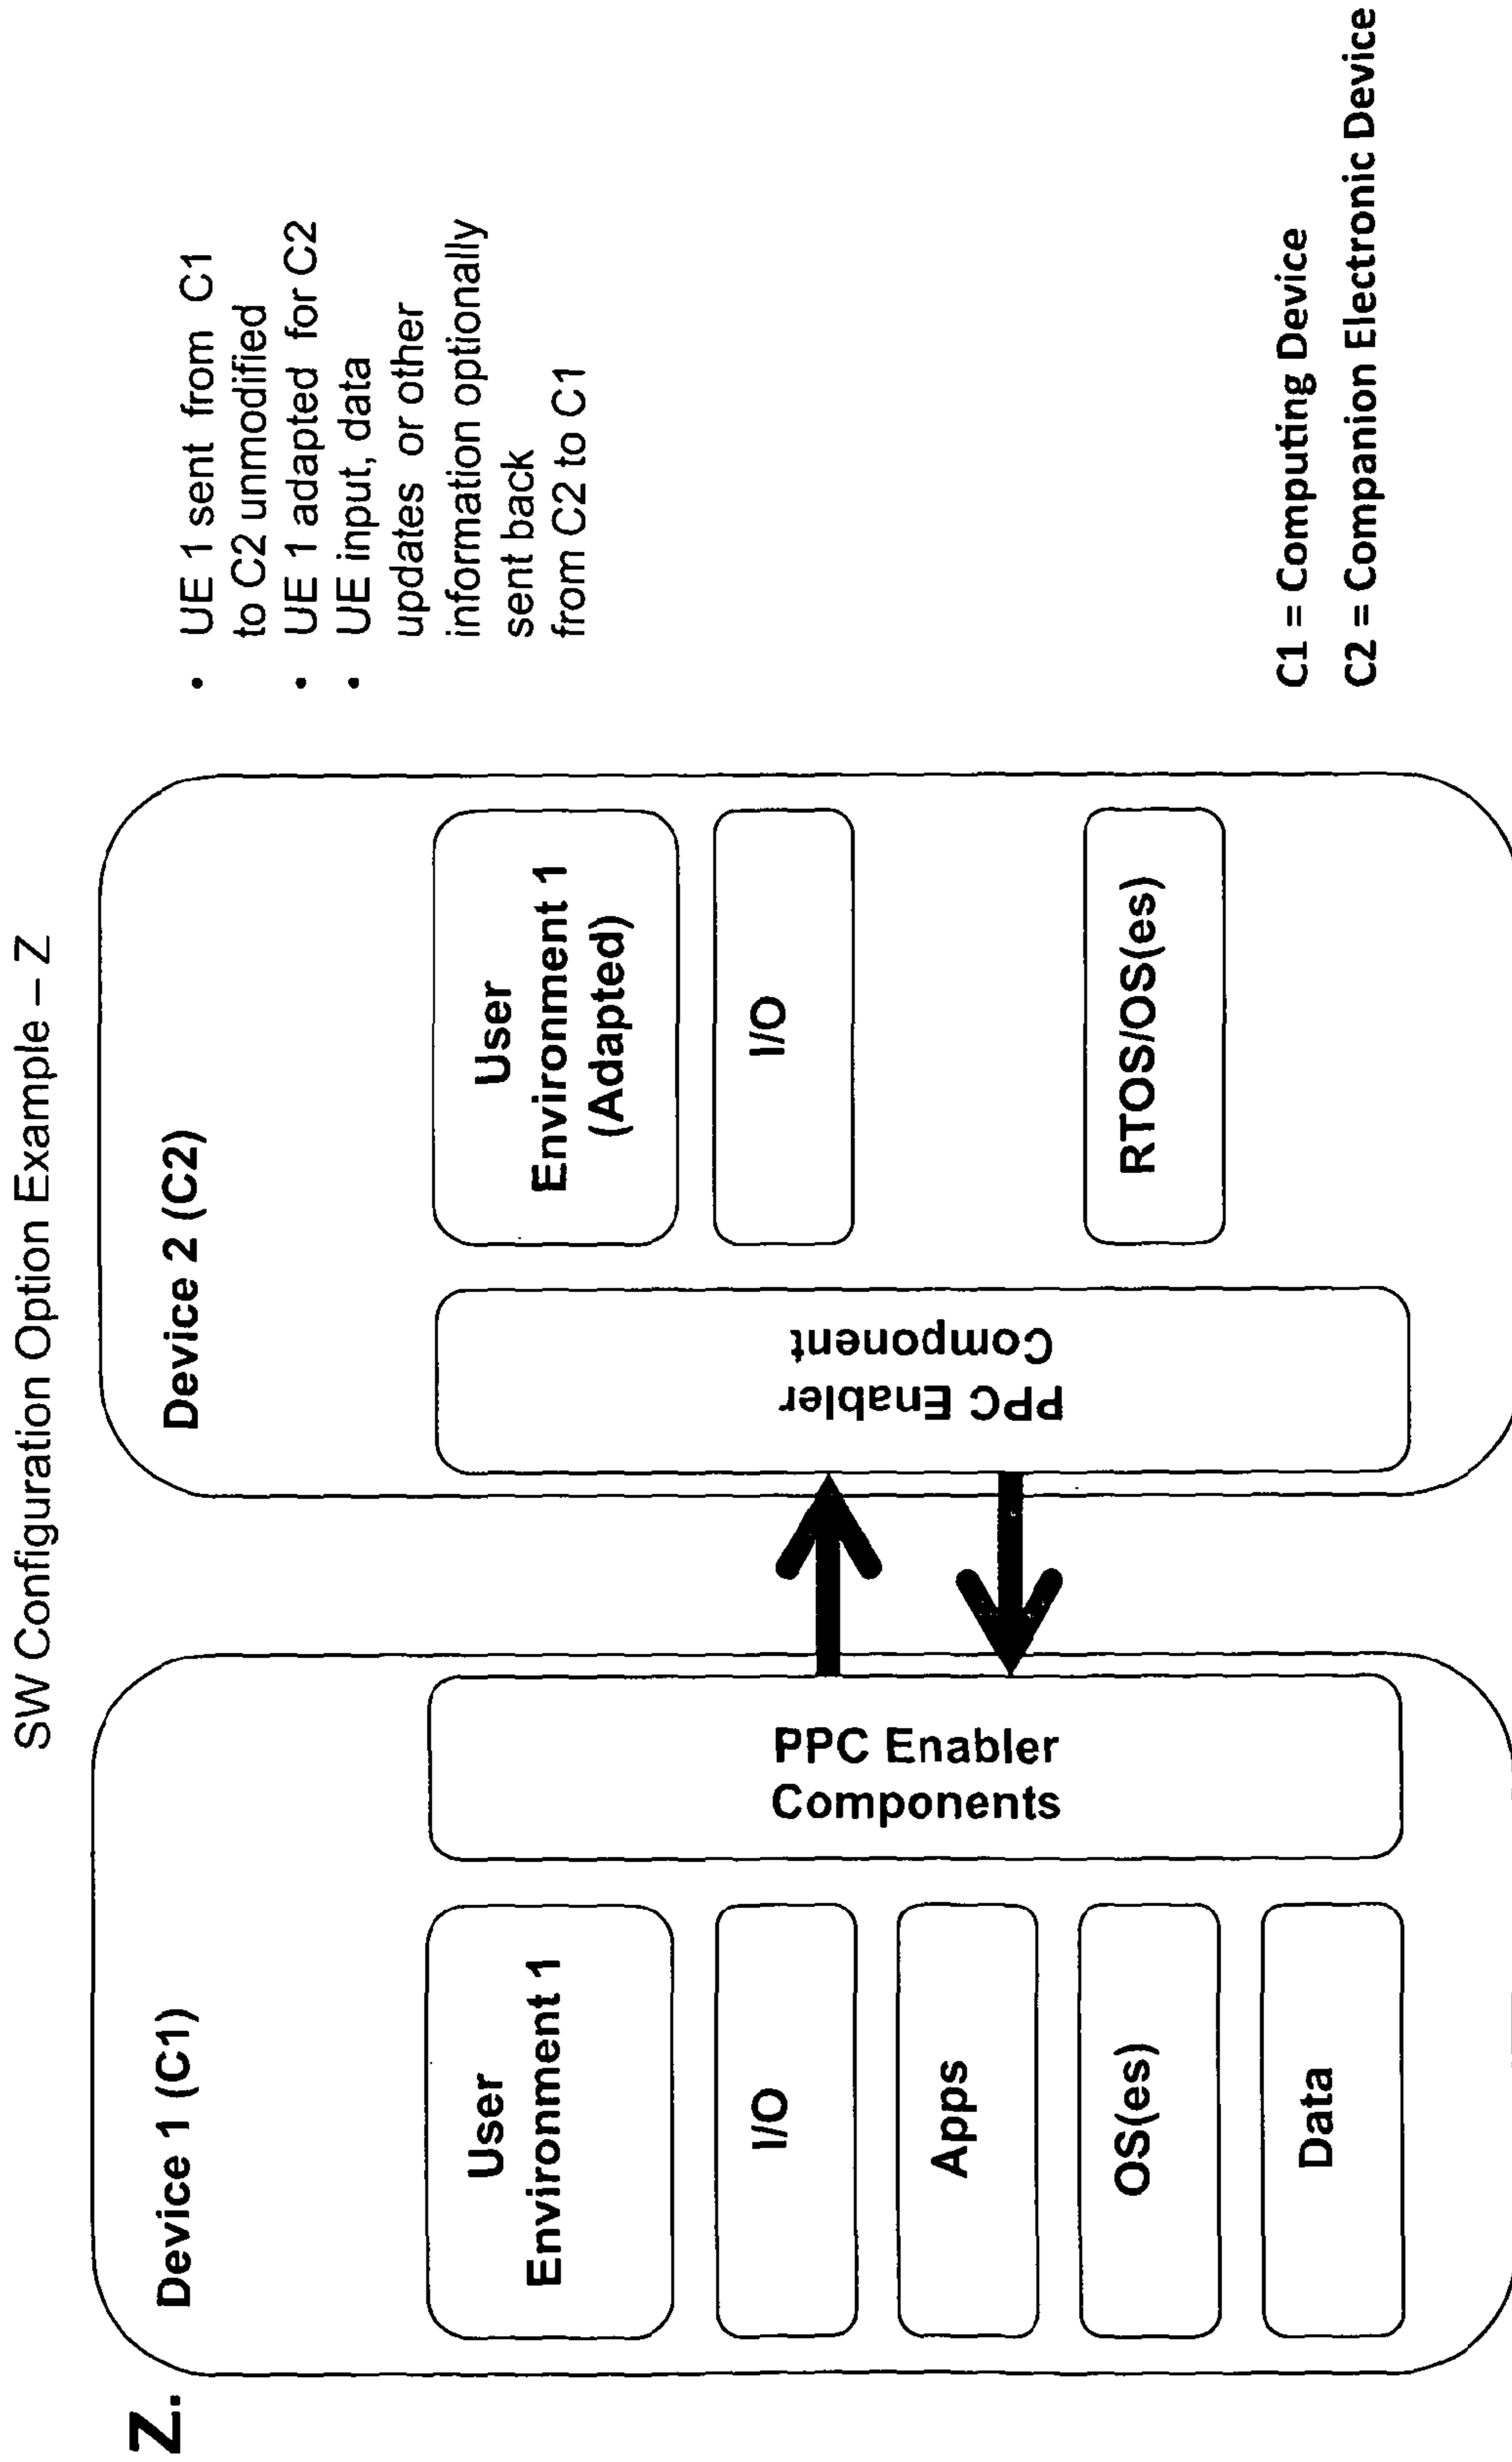 SW Configuration Option Example – Z
Z.
Device 1 (C1)
User
Environment 1
I/O
Apps
OS(es)
Data
PPC Enabler
Components
Device 2 (C2)
PPC Enabler
Component
User
Environment 1
(Adapted)
I/O
RTOS/OS(es)
• UE 1 sent from C1
to C2 unmodified
• UE 1 adapted for C2
• UE input, data
updates or other
information optionally
sent back
from C2 to C1
C1 = Computing Device
C2 = Companion Electronic Device